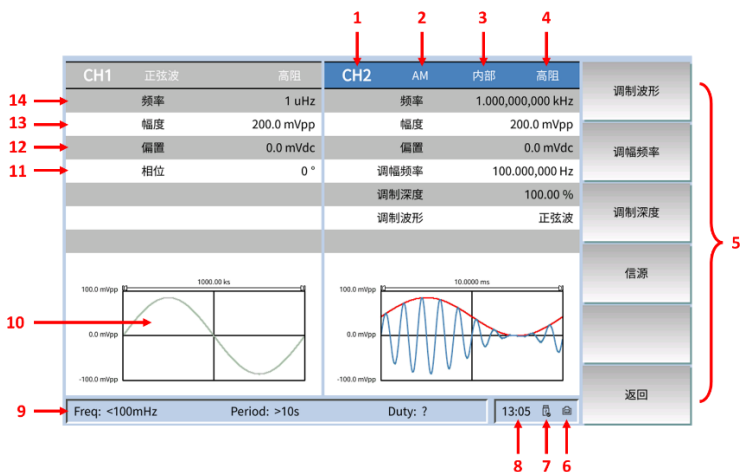 1 2 3 4
CH1 正弦波 高阻
CH2 AM 内部 高阻
14 频率 1 uHz
频率 1.000,000,000 kHz
13 幅度 200.0 mVpp
幅度 200.0 mVpp
12 偏置 0.0 mVdc
偏置 0.0 mVdc
11 相位 0 °
调幅频率 100.000,000 Hz
调制深度 100.00 %
调制波形 正弦波
调制波形
调幅频率
调制深度
信源
返回
5
1000.00 ks
100.0 mVpp
0.0 mVpp
-100.0 mVpp
10
10.0000 ms
100.0 mVpp
0.0 mVpp
-100.0 mVpp
9 Freq: <100mHz Period: >10s Duty: ? 13:05
8 7 6